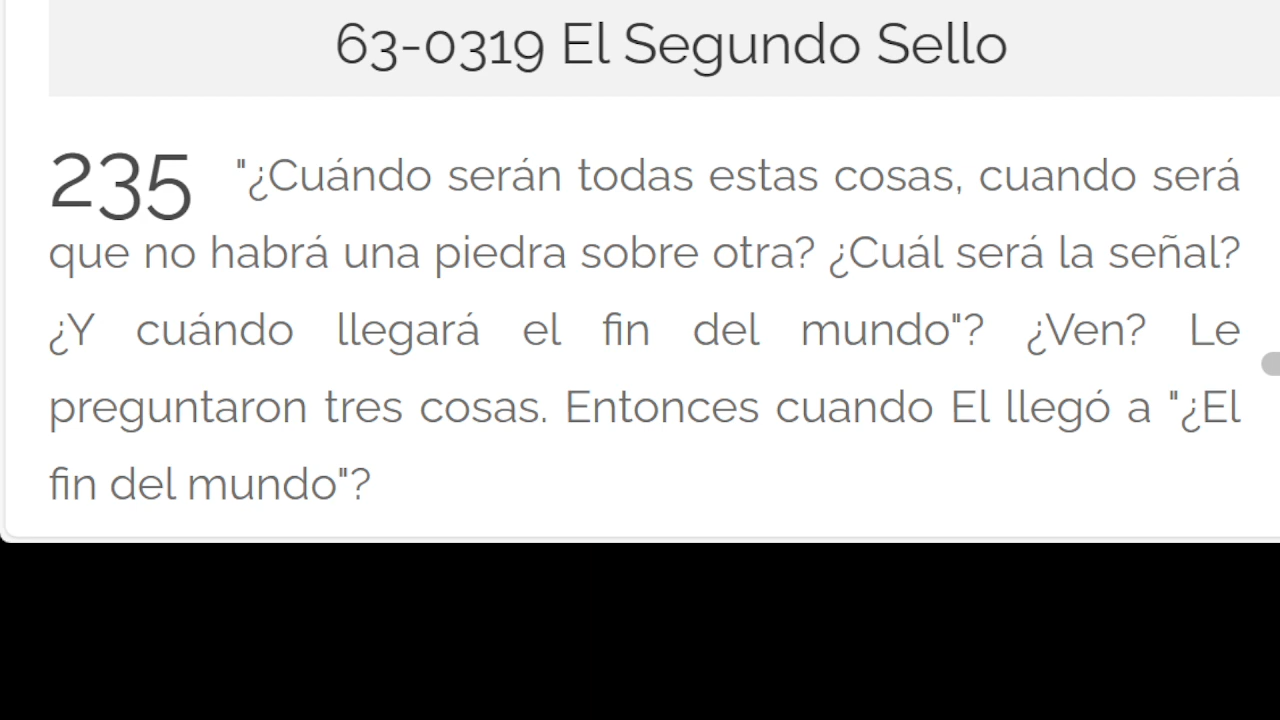 63-0319 El Segundo Sello
235 "¿Cuándo serán todas estas cosas, cuando será
que no habrá una piedra sobre otra? ¿Cuál será la señal?
¿Y cuándo llegará el fin del mundo"? ¿Ven? Le
preguntaron tres cosas. Entonces cuando El llegó a "¿El
fin del mundo"?